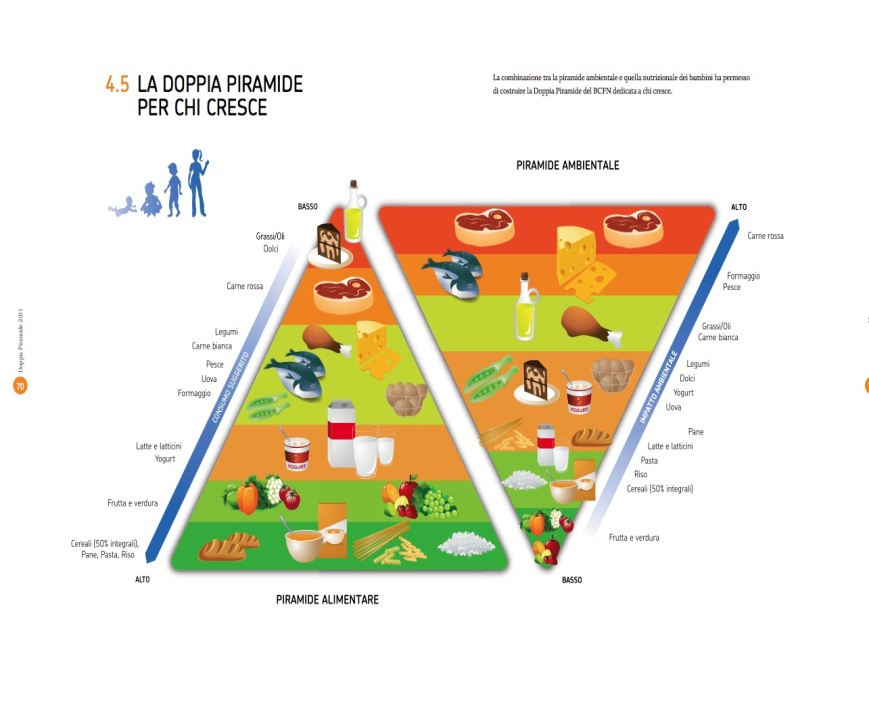 4.5 LA DOPPIA PIRAMIDE
PER CHI CRESCE
La combinazione tra la piramide ambientale e quella nutrizionale dei bambini ha permesso
di costruire la Doppia Piramide del BCFN dedicata a chi cresce.
Doppia Piramide 2011
70
BASSO
Grassi/Oli
Dolci
Carne rossa
Legumi
Carne bianca
Pesce
Uova
Formaggio
CONSUMO SUGGERITO
Latte e latticini
Yogurt
Frutta e verdura
Cereali (50% integrali),
Pane, Pasta, Riso
ALTO
YOGURT
PIRAMIDE ALIMENTARE
PIRAMIDE AMBIENTALE
ALTO
Carne rossa
Formaggio
Pesce
Grassi/Oli
Carne bianca
Legumi
Dolci
Yogurt
Uova
IMPATTO AMBIENTALE
Pane
Latte e latticini
Pasta
Riso
Cereali (50% integrali)
Frutta e verdura
BASSO
YOGURT